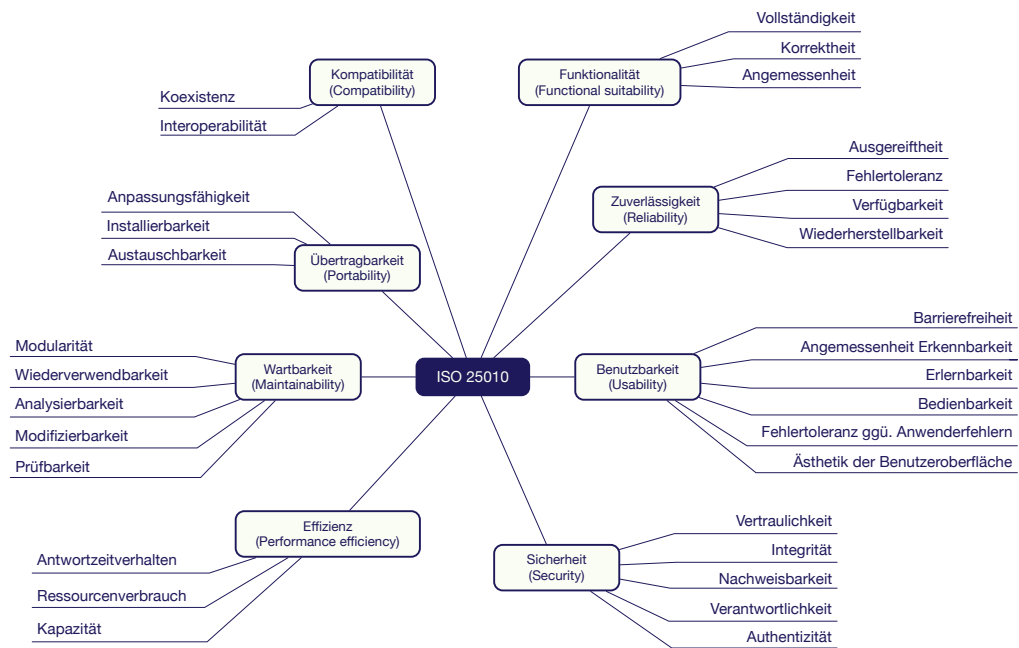 Vollständigkeit
Korrektheit
Angemessenheit
Funktionalität
(Functional suitability)
Kompatibilität
(Compatibility)
Koexistenz
Interoperabilität
Ausgereiftheit
Fehlertoleranz
Verfügbarkeit
Wiederherstellbarkeit
Zuverlässigkeit
(Reliability)
Anpassungsfähigkeit
Installierbarkeit
Austauschbarkeit
Übertragbarkeit
(Portability)
ISO 25010
Barrierefreiheit
Angemessenheit Erkennbarkeit
Erlernbarkeit
Bedienbarkeit
Fehlertoleranz ggü. Anwenderfehlern
Ästhetik der Benutzeroberfläche
Benutzbarkeit
(Usability)
Modularität
Wiederverwendbarkeit
Analysierbarkeit
Modifizierbarkeit
Prüfbarkeit
Wartbarkeit
(Maintainability)
Effizienz
(Performance efficiency)
Antwortzeitverhalten
Ressourcenverbrauch
Kapazität
Sicherheit
(Security)
Vertraulichkeit
Integrität
Nachweisbarkeit
Verantwortlichkeit
Authentizität